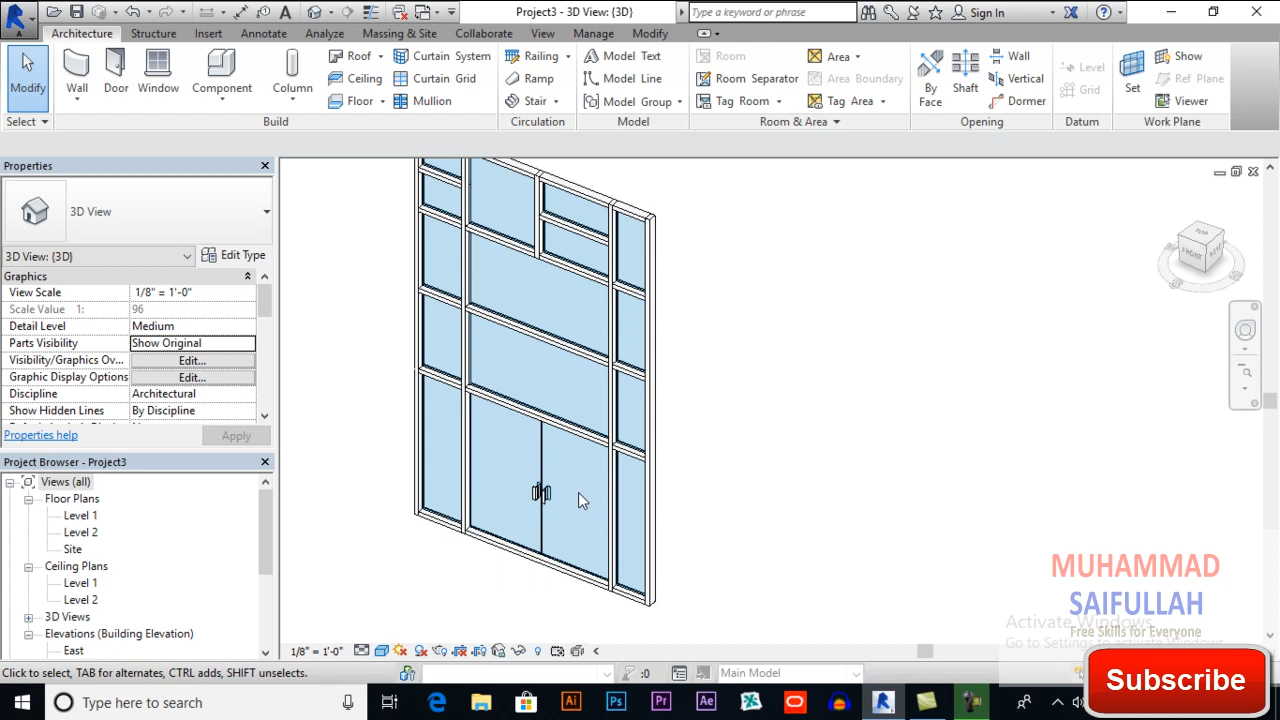 Project3 - 3D View: {3D}
Type a keyword or phrase
Sign In
Architecture
Structure
Insert
Annotate
Analyze
Massing & Site
Collaborate
View
Manage
Modify
Modify
Wall
Door
Window
Component
Column
Roof
Ceiling
Floor
Curtain System
Curtain Grid
Mullion
Railing
Ramp
Stair
Model Text
Model Line
Model Group
Room
Room Separator
Tag Room
Area
Area Boundary
Tag Area
By Face
Shaft
Wall
Vertical
Dormer
Level
Grid
Set
Show
Ref Plane
Viewer
Select
Build
Circulation
Model
Room & Area
Opening
Datum
Work Plane
Properties
3D View
3D View: {3D}
Edit Type
Graphics
View Scale
1/8" = 1'-0"
Scale Value 1:
96
Detail Level
Medium
Parts Visibility
Show Original
Visibility/Graphics Ov...
Edit...
Graphic Display Options
Edit...
Discipline
Architectural
Show Hidden Lines
By Discipline
Properties help
Apply
Project Browser - Project3
Views (all)
Floor Plans
Level 1
Level 2
Site
Ceiling Plans
Level 1
Level 2
3D Views
Elevations (Building Elevation)
East
TOP
FRONT
MUHAMMAD
SAIFULLAH
Activate Windows
Free Skills for Everyone
Go to Settings to activate Windows.
Subscribe
1/8" = 1'-0"
Click to select, TAB for alternates, CTRL adds, SHIFT unselects.
:0
Main Model
Type here to search